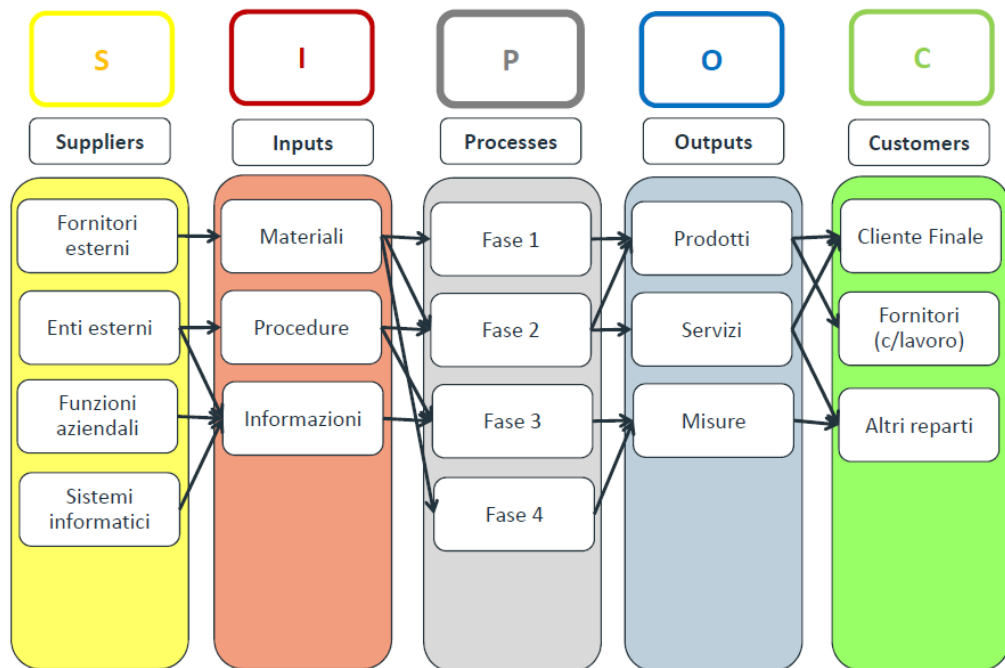 S
I
P
O
C
Suppliers
Inputs
Processes
Outputs
Customers
Fornitori
esterni
Enti esterni
Funzioni
aziendali
Sistemi
informatici
Materiali
Procedure
Informazioni
Fase 1
Fase 2
Fase 3
Fase 4
Prodotti
Servizi
Misure
Cliente Finale
Fornitori
(c/lavoro)
Altri reparti